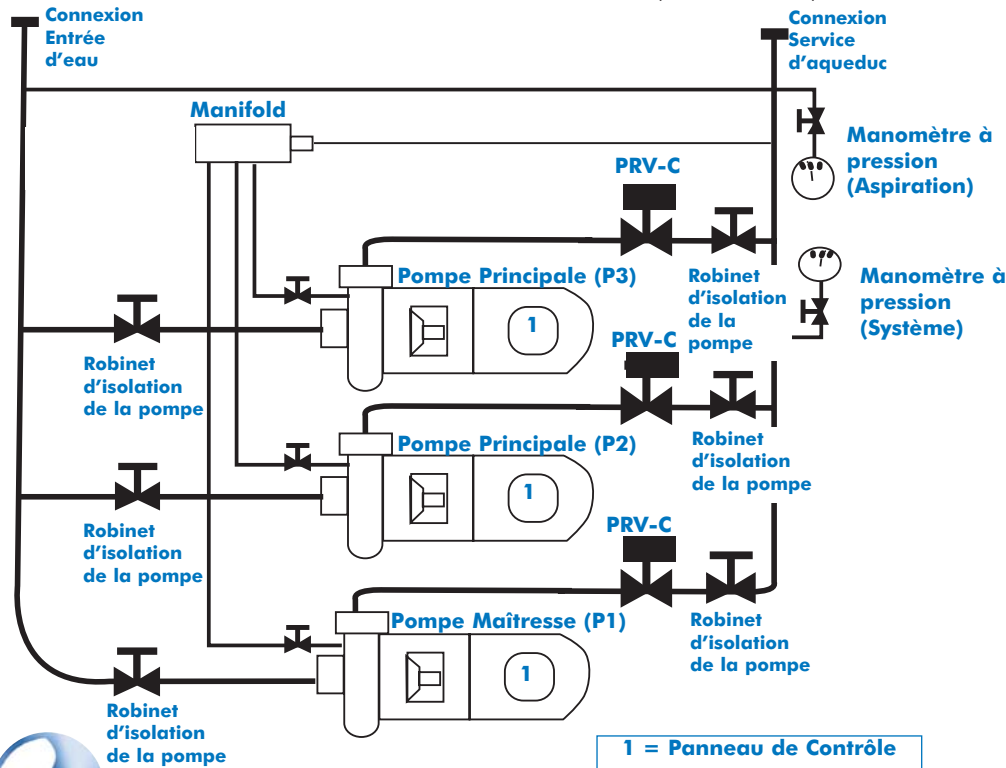 Connexion
Entrée
d'eau
Connexion
Service
d'aqueduc
Manifold
Manomètre à
pression
(Aspiration)
PRV-C
Pompe Principale (P3)
1
Robinet
d'isolation
de la
pompe
Manomètre à
pression
(Système)
Robinet
d'isolation
de la pompe
PRV-C
Pompe Principale (P2)
1
Robinet
d'isolation
de la pompe
Robinet
d'isolation
de la pompe
PRV-C
Pompe Maîtresse (P1)
1
Robinet
d'isolation
de la pompe
Robinet
d'isolation
de la pompe
1 = Panneau de Contrôle